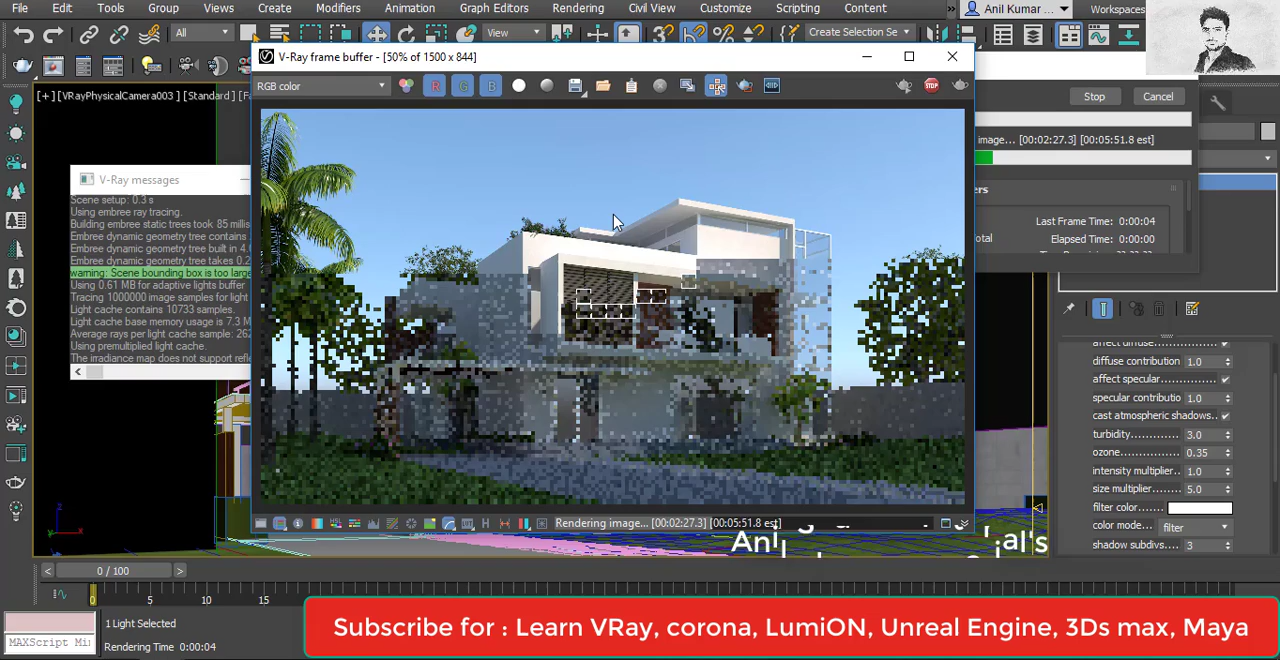 File Edit Tools Group Views Create Modifiers Animation Graph Editors Rendering Civil View Customize Scripting Content » Anil Kumar ... Workspaces
All View Create Selection Se
V-Ray frame buffer - [50% of 1500 x 844]
RGB color
[+] [VRayPhysicalCamera003 ] [Standard ]
Stop Cancel
image... [00:02:27.3] [00:05:51.8 est]
V-Ray messages
Scene setup: 0.3 s
Using embree ray tracing.
Building embree static trees took 85 millis
Embree dynamic geometry tree contains
Embree dynamic geometry tree built in 4.
Embree dynamic geometry tree takes 0.2
warning: Scene bounding box is too large
Using 0.61 MB for adaptive lights buffer
Tracing 1000000 image samples for light
Light cache contains 10733 samples.
Light cache base memory usage is 7.3 M
Average rays per light cache sample: 262
Using premultiplied light cache.
The irradiance map does not support refl
ers
Last Frame Time: 0:00:04
otal Elapsed Time: 0:00:00
affect diffuse
diffuse contribution 1.0
affect specular
specular contributio 1.0
cast atmospheric shadows
turbidity 3.0
ozone 0.35
intensity multiplier 1.0
size multiplier 5.0
filter color
color mode filter
shadow subdivs 3
Rendering image... [00:02:27.3] [00:05:51.8 est]
ial's
0 / 100
0 5 10 15
1 Light Selected
MAXScript Mi
Rendering Time 0:00:04
Subscribe for : Learn VRay, corona, LumiON, Unreal Engine, 3Ds max, Maya